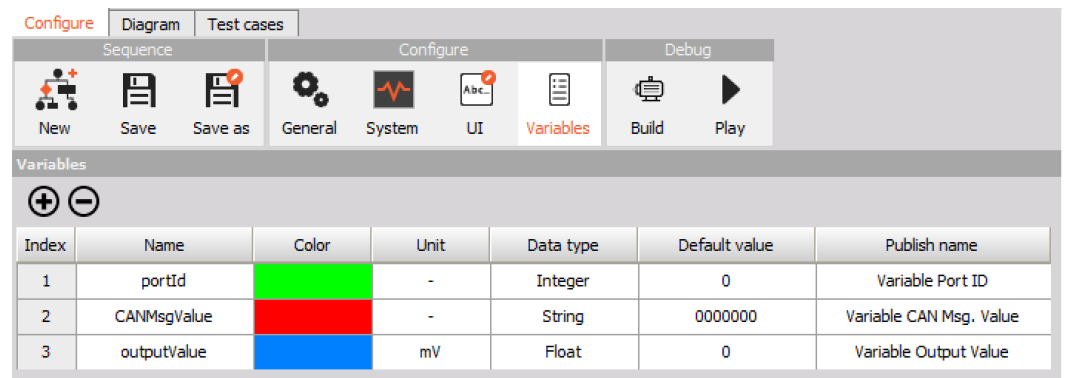 Configure Diagram Test cases
Sequence Configure Debug
Abc...
New Save Save as General System UI Variables Build Play
Variables
Index Name Color Unit Data type Default value Publish name
1 portId - Integer 0 Variable Port ID
2 CANMsgValue - String 0000000 Variable CAN Msg. Value
3 outputValue mV Float 0 Variable Output Value